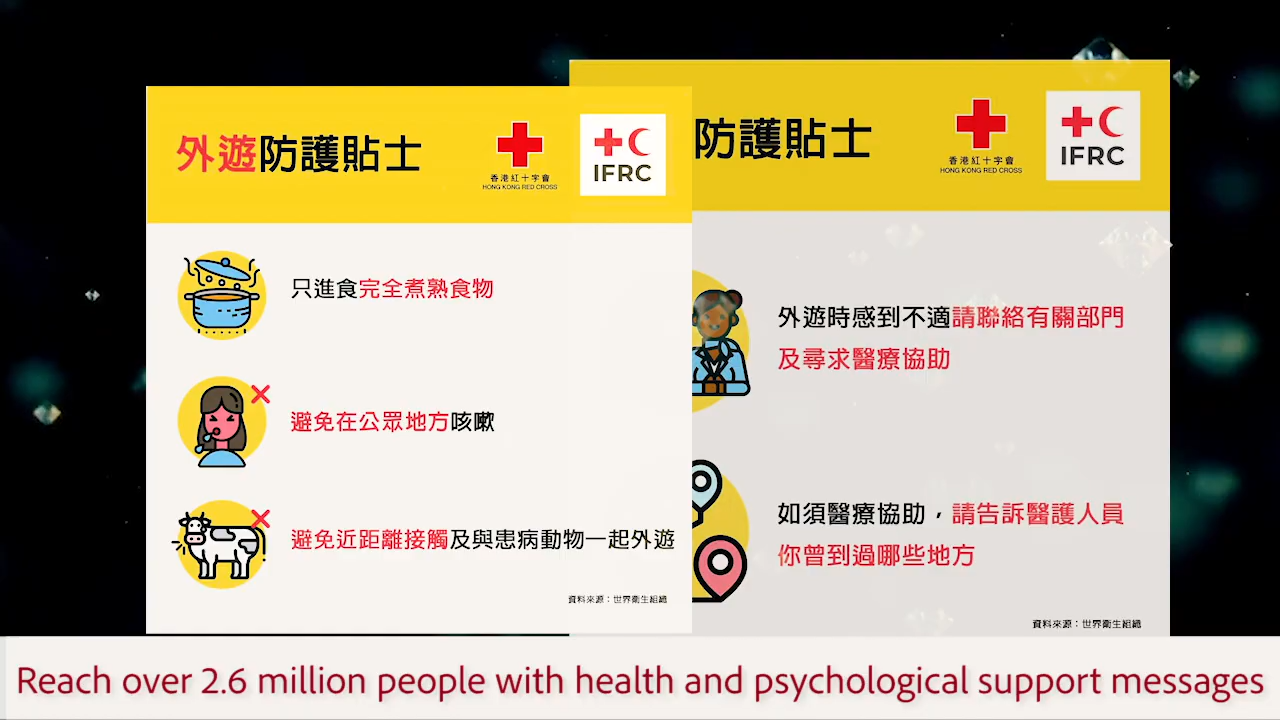 外遊防護貼士
香港紅十字會
HONG KONG RED CROSS
IFRC
只進食完全煮熟食物
避免在公眾地方咳嗽
避免近距離接觸及與患病動物一起外遊
資料來源：世界衛生組織
防護貼士
香港紅十字會
HONG KONG RED CROSS
IFRC
外遊時感到不適請聯絡有關部門
及尋求醫療協助
如須醫療協助，請告訴醫護人員
你曾到過哪些地方
資料來源：世界衛生組織
Reach over 2.6 million people with health and psychological support messages